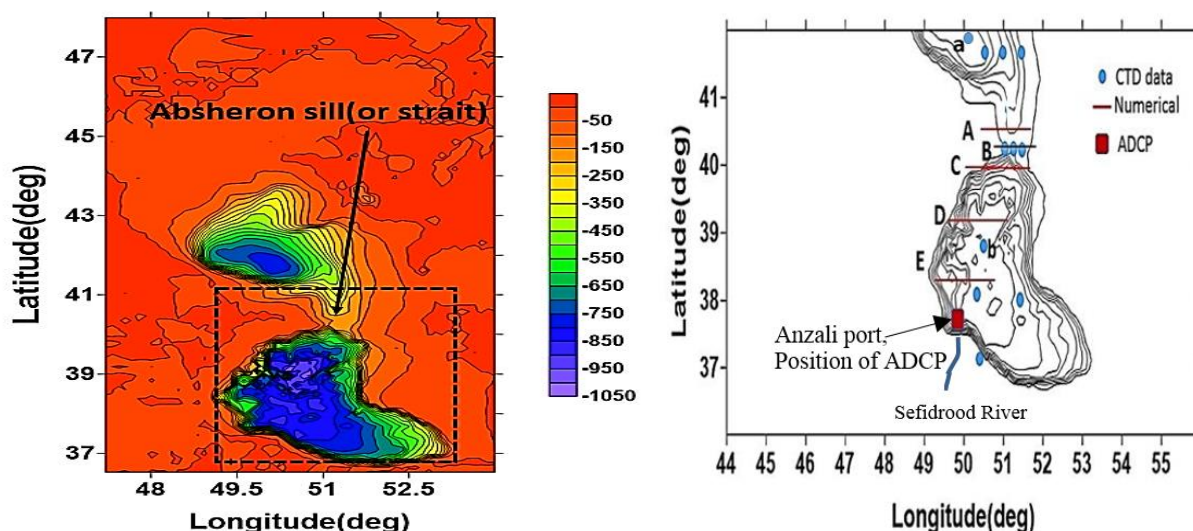 47
45
43
41
39
37
Latitude(deg)
Absheron sill(or strait)
48
49.5
51
52.5
Longitude(deg)
-50
-150
-250
-350
-450
-550
-650
-750
-850
-950
-1050
41
40
39
38
37
Latitude(deg)
a
A
B
C
D
b
E
CTD data
Numerical
ADCP
Anzali port,
Position of ADCP
Sefidrood River
44 45 46 47 48 49 50 51 52 53 54 55
Longitude(deg)